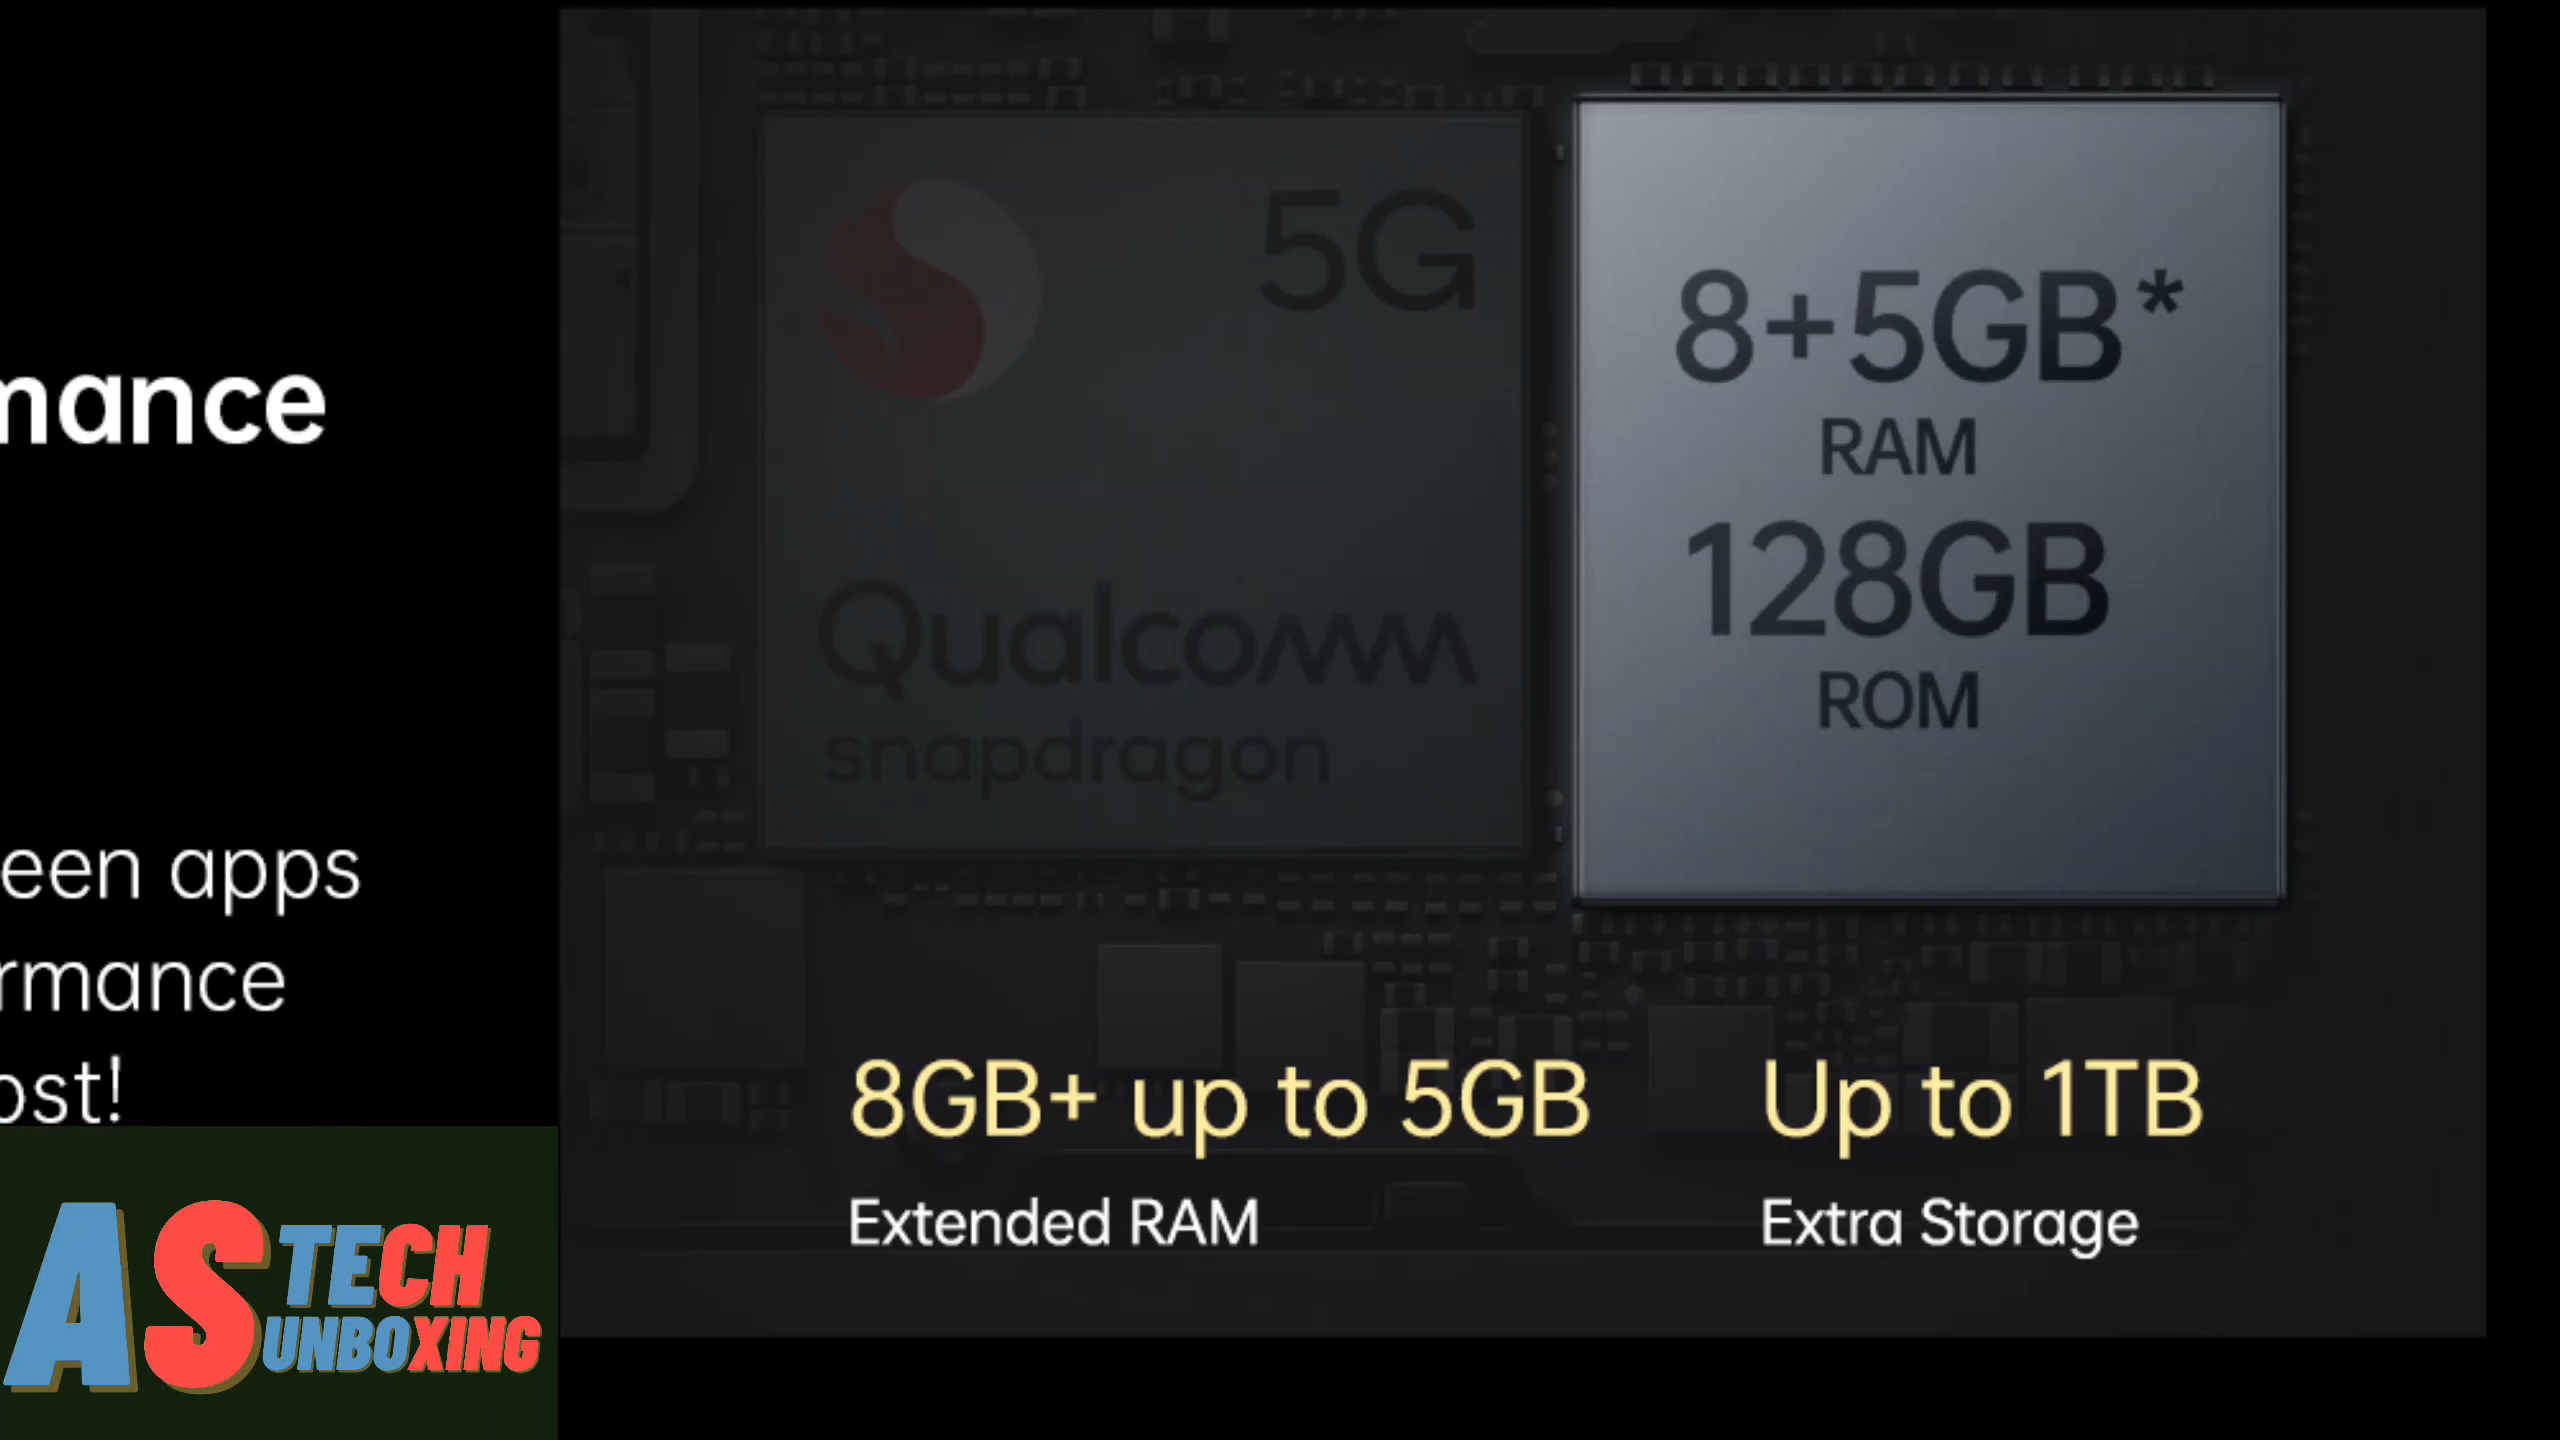 mance
een apps
rmance
ost!
5G
Qualcomm
snapdragon
8+5GB*
RAM
128GB
ROM
8GB+ up to 5GB
Extended RAM
Up to 1TB
Extra Storage
AS TECH
UNBOXING